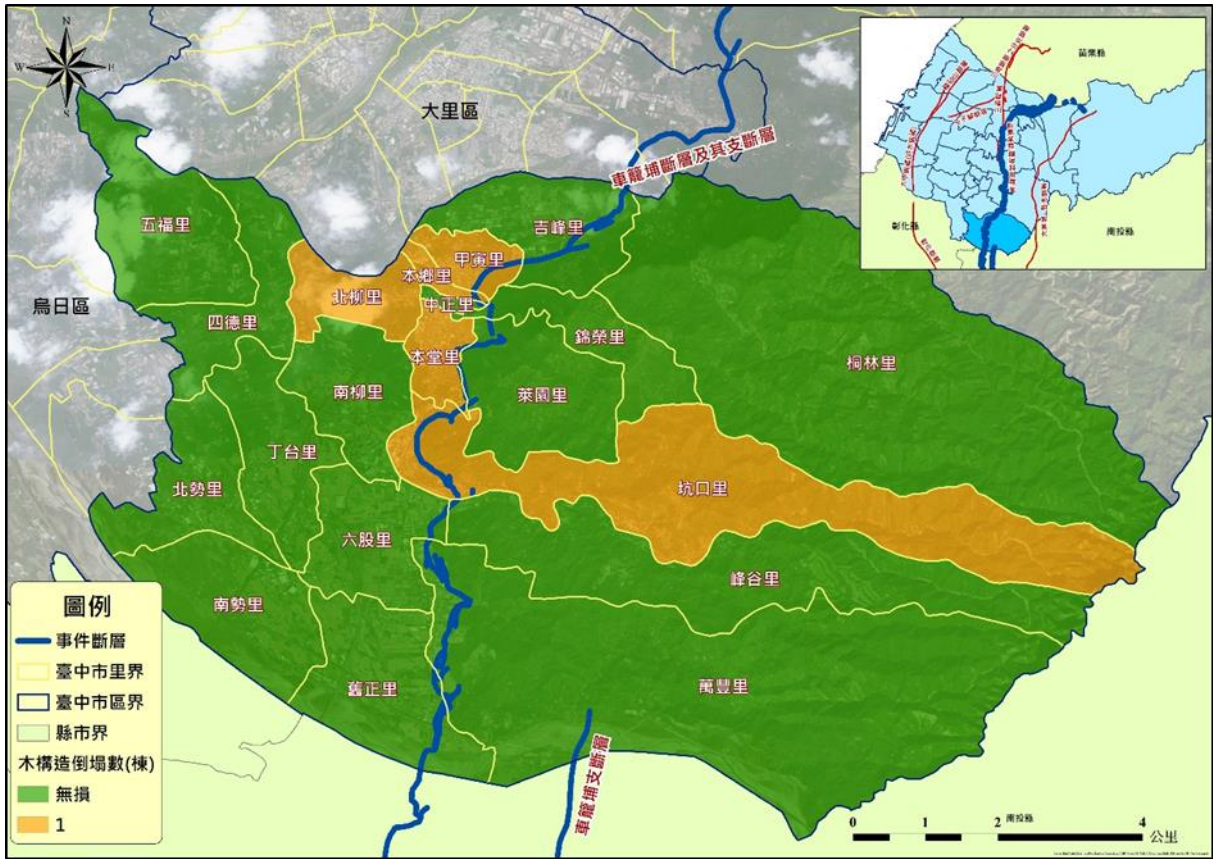 N
W
E
S
大里區
烏日區
車籠埔斷層及其支斷層
五福里
吉峰里
甲寅里
本鄉里
北柳里
中正里
四德里
錦榮里
本堂里
桐林里
南柳里
萊園里
丁台里
北勢里
坑口里
六股里
峰谷里
南勢里
舊正里
萬豐里
車籠埔支斷層
苗栗縣
彰化縣
南投縣
圖例
事件斷層
臺中市里界
臺中市區界
縣市界
木構造倒塌數(棟)
無損
1
南投縣
0 1 2 4
公里